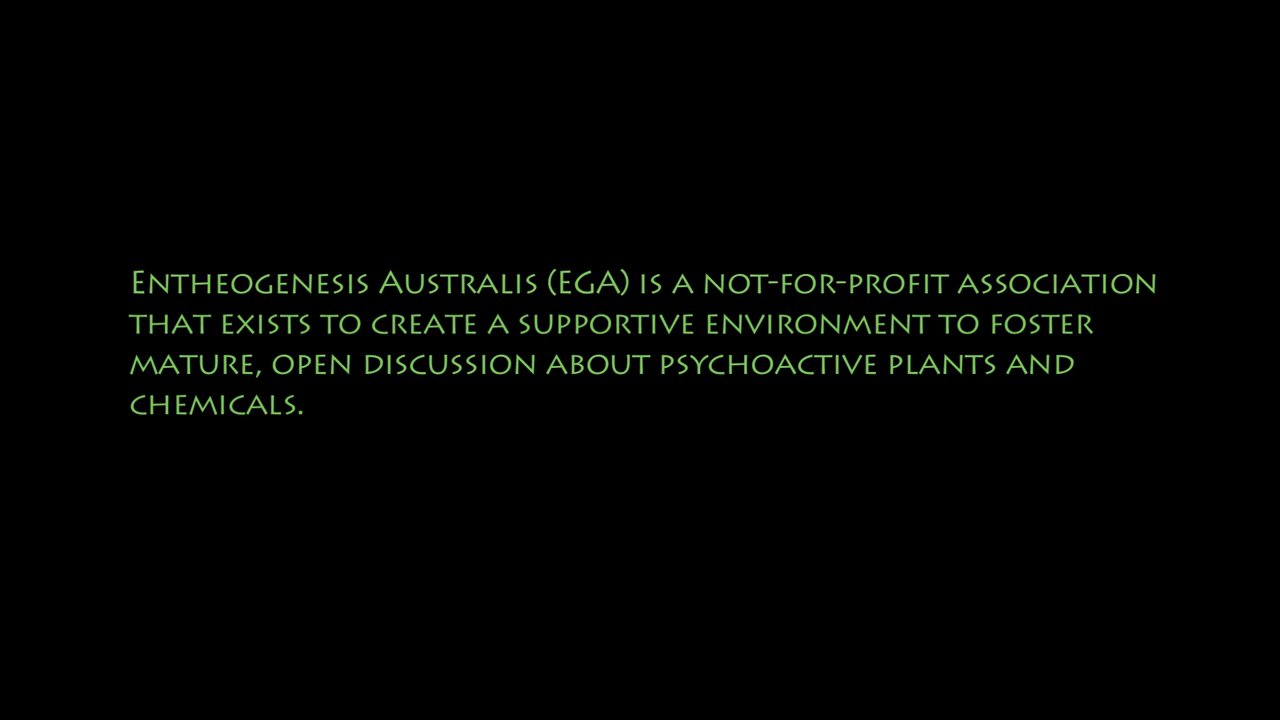 Entheogenesis Australis (EGA) is a not-for-profit association
that exists to create a supportive environment to foster
mature, open discussion about psychoactive plants and
chemicals.